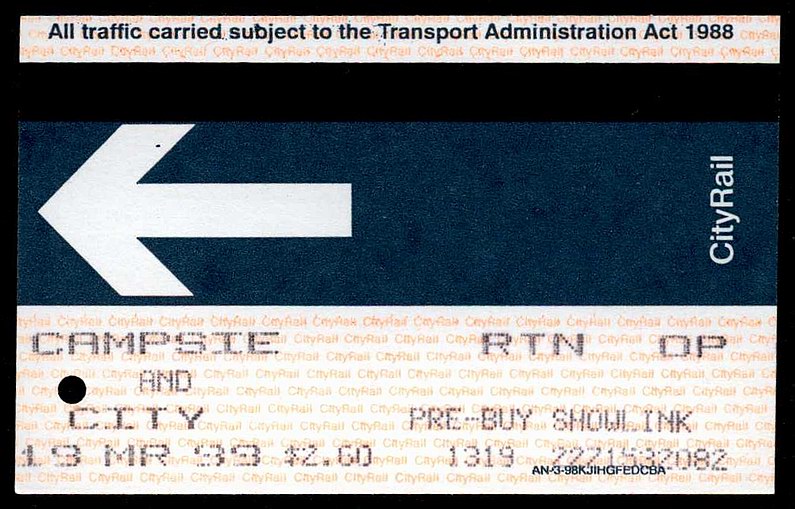 All traffic carried subject to the Transport Administration Act 1988
CityRail
CAMPSIE RTN OP
AND
CITY PRE-BUY SHOWLINK
19 MR 99 $2.60 1319 2221532082
AN-3-98KJIHGFEDCBA